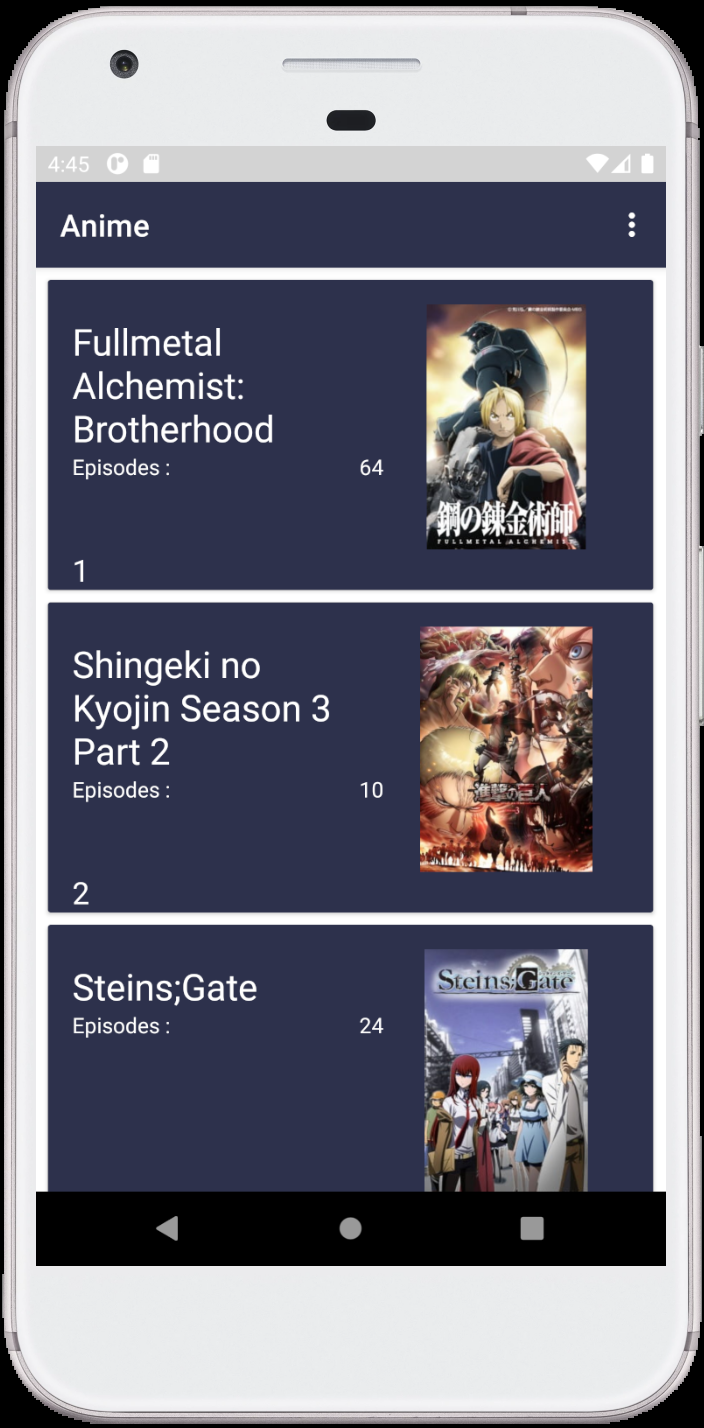 4:45
Anime
Fullmetal
Alchemist:
Brotherhood
Episodes :
64
1
鋼の錬金術師
FULLMETAL ALCHEMIST
Shingeki no
Kyojin Season 3
Part 2
Episodes :
10
2
進撃の巨人
Steins;Gate
Episodes :
24
Steins;Gate